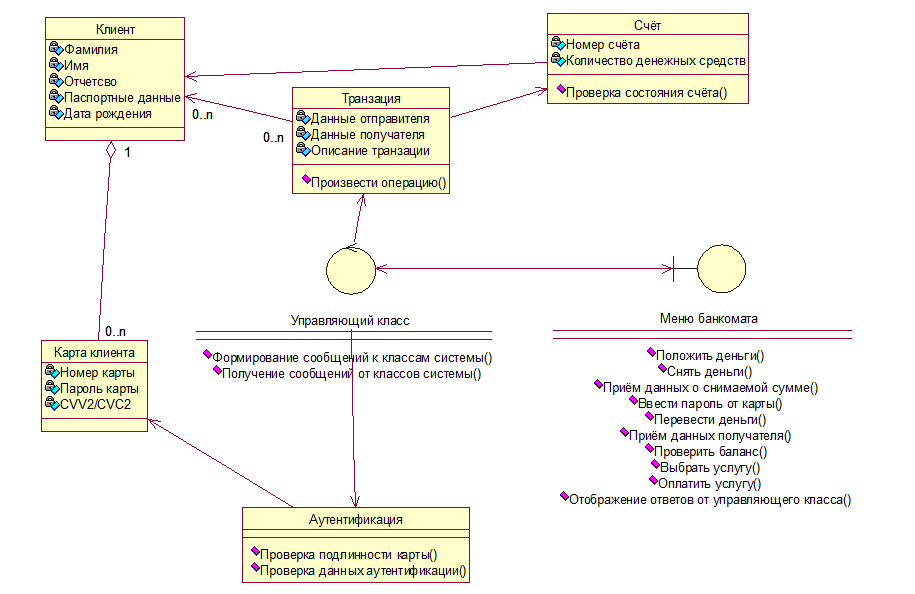 Клиент
Фамилия
Имя
Отчетсво
Паспортные данные
Дата рождения
Счёт
Номер счёта
Количество денежных средств
Проверка состояния счёта()
Транзация
Данные отправителя
Данные получателя
Описание транзации
Произвести операцию()
0..n
0..n
1
0..n
Управляющий класс
Формирование сообщений к классам системы()
Получение сообщений от классов системы()
Меню банкомата
Положить деньги()
Снять деньги()
Приём данных о снимаемой сумме()
Ввести пароль от карты()
Перевести деньги()
Приём данных получателя()
Проверить баланс()
Выбрать услугу()
Оплатить услугу()
Отображение ответов от управляющего класса()
Карта клиента
Номер карты
Пароль карты
CVV2/CVC2
Аутентификация
Проверка подлинности карты()
Проверка данных аутентификации()